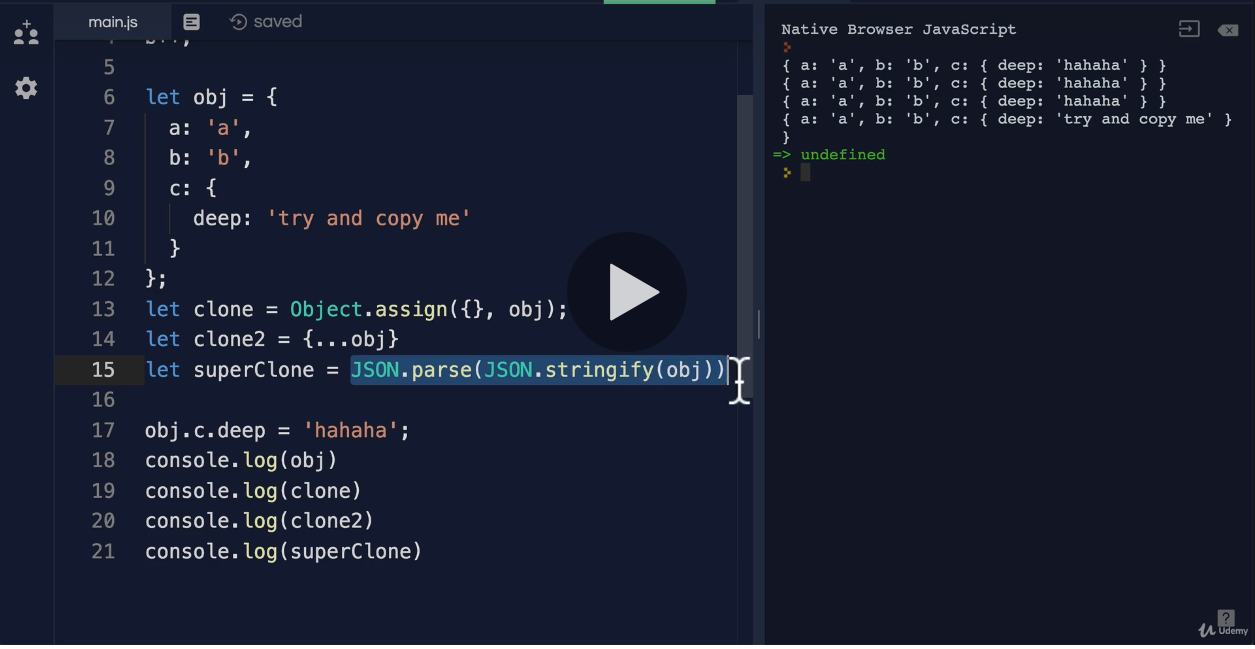 main.js
saved
5
6 let obj = {
7 a: 'a',
8 b: 'b',
9 c: {
10 deep: 'try and copy me'
11 }
12 };
13 let clone = Object.assign({}, obj);
14 let clone2 = {...obj}
15 let superClone = JSON.parse(JSON.stringify(obj))
16
17 obj.c.deep = 'hahaha';
18 console.log(obj)
19 console.log(clone)
20 console.log(clone2)
21 console.log(superClone)
Native Browser JavaScript
{ a: 'a', b: 'b', c: { deep: 'hahaha' } }
{ a: 'a', b: 'b', c: { deep: 'hahaha' } }
{ a: 'a', b: 'b', c: { deep: 'hahaha' } }
{ a: 'a', b: 'b', c: { deep: 'try and copy me' }
}
=> undefined
?
Udemy